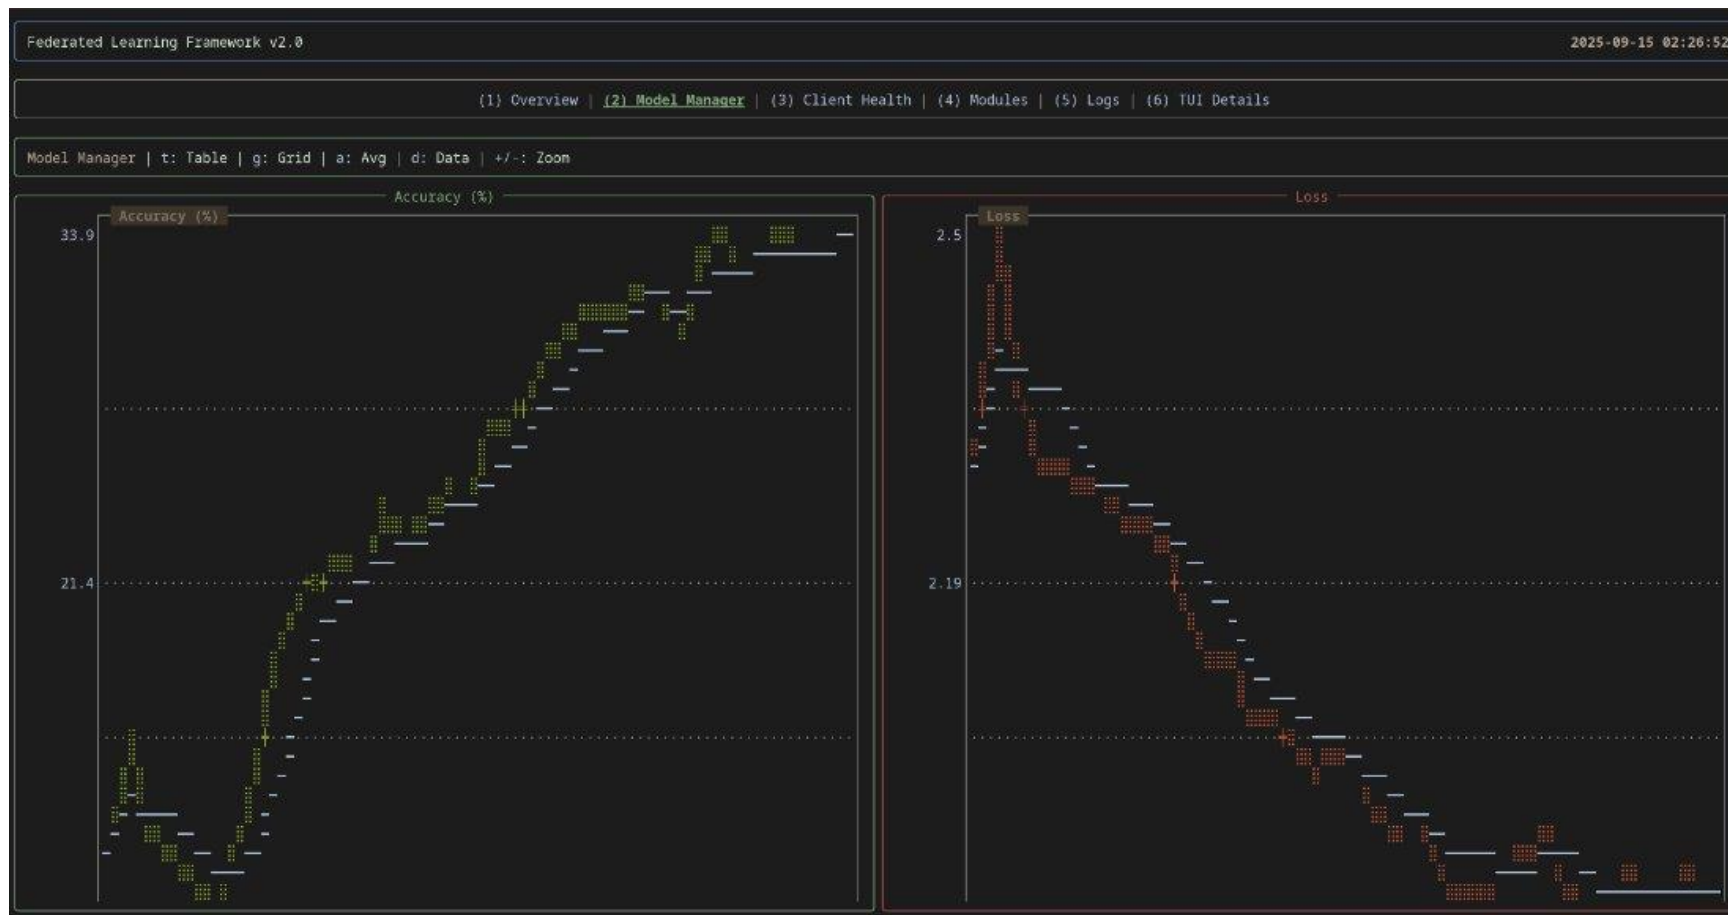 Federated Learning Framework v2.0
2025-09-15 02:26:52
(1) Overview | (2) Model Manager | (3) Client Health | (4) Modules | (5) Logs | (6) TUI Details
Model Manager | t: Table | g: Grid | a: Avg | d: Data | +/-: Zoom
Accuracy (%)
Accuracy (%)
33.9
21.4
Loss
Loss
2.5
2.19